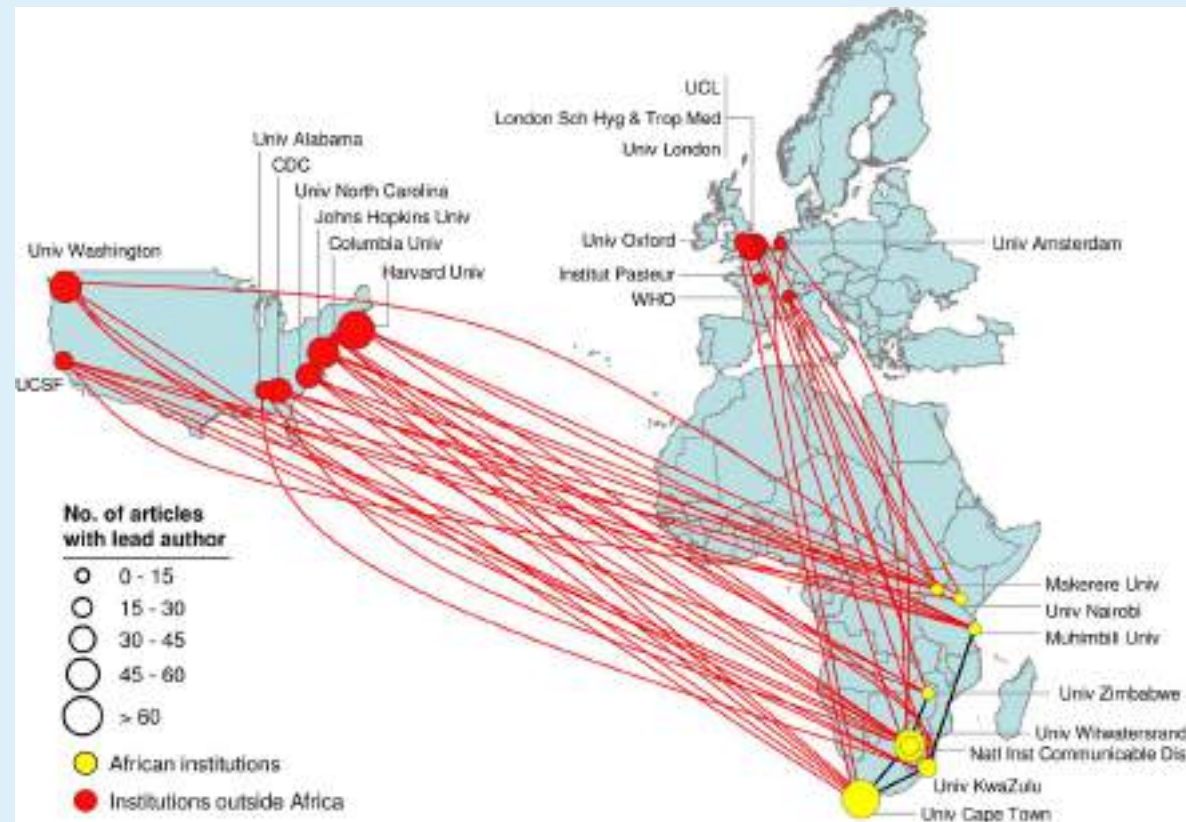 UCL
London Sch Hyg & Trop Med
Univ London
Univ Alabama
CDC
Univ North Carolina
Johns Hopkins Univ
Columbia Univ
Harvard Univ
Univ Washington
UCSF
Univ Oxford
Institut Pasteur
WHO
Univ Amsterdam
No. of articles
with lead author
0 - 15
15 - 30
30 - 45
45 - 60
> 60
African institutions
Institutions outside Africa
Makerere Univ
Univ Nairobi
Muhimbili Univ
Univ Zimbabwe
Univ Witwatersrand
Natl Inst Communicable Dis
Univ KwaZulu
Univ Cape Town